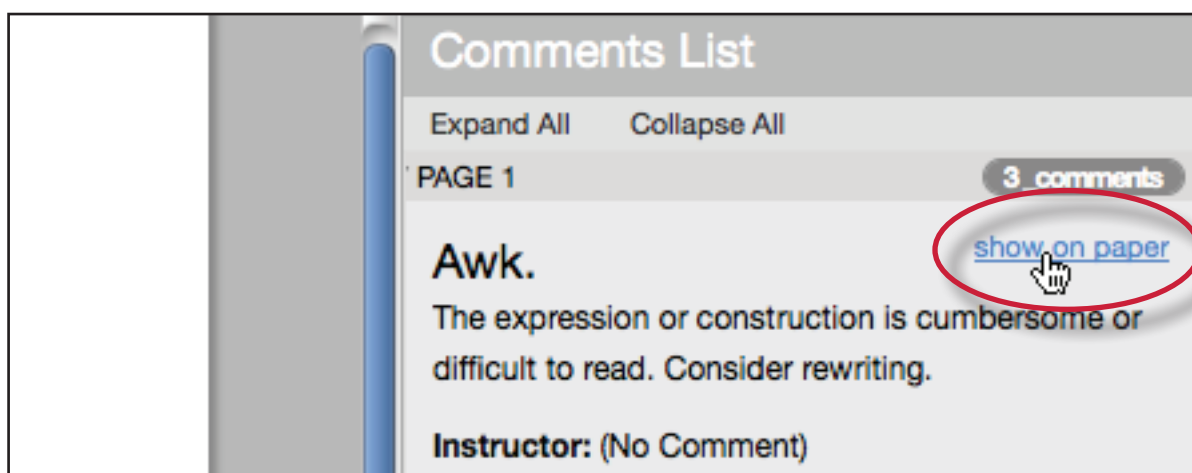 Comments List
Expand All Collapse All
PAGE 1 3 comments
show on paper
Awk.
The expression or construction is cumbersome or
difficult to read. Consider rewriting.
Instructor: (No Comment)